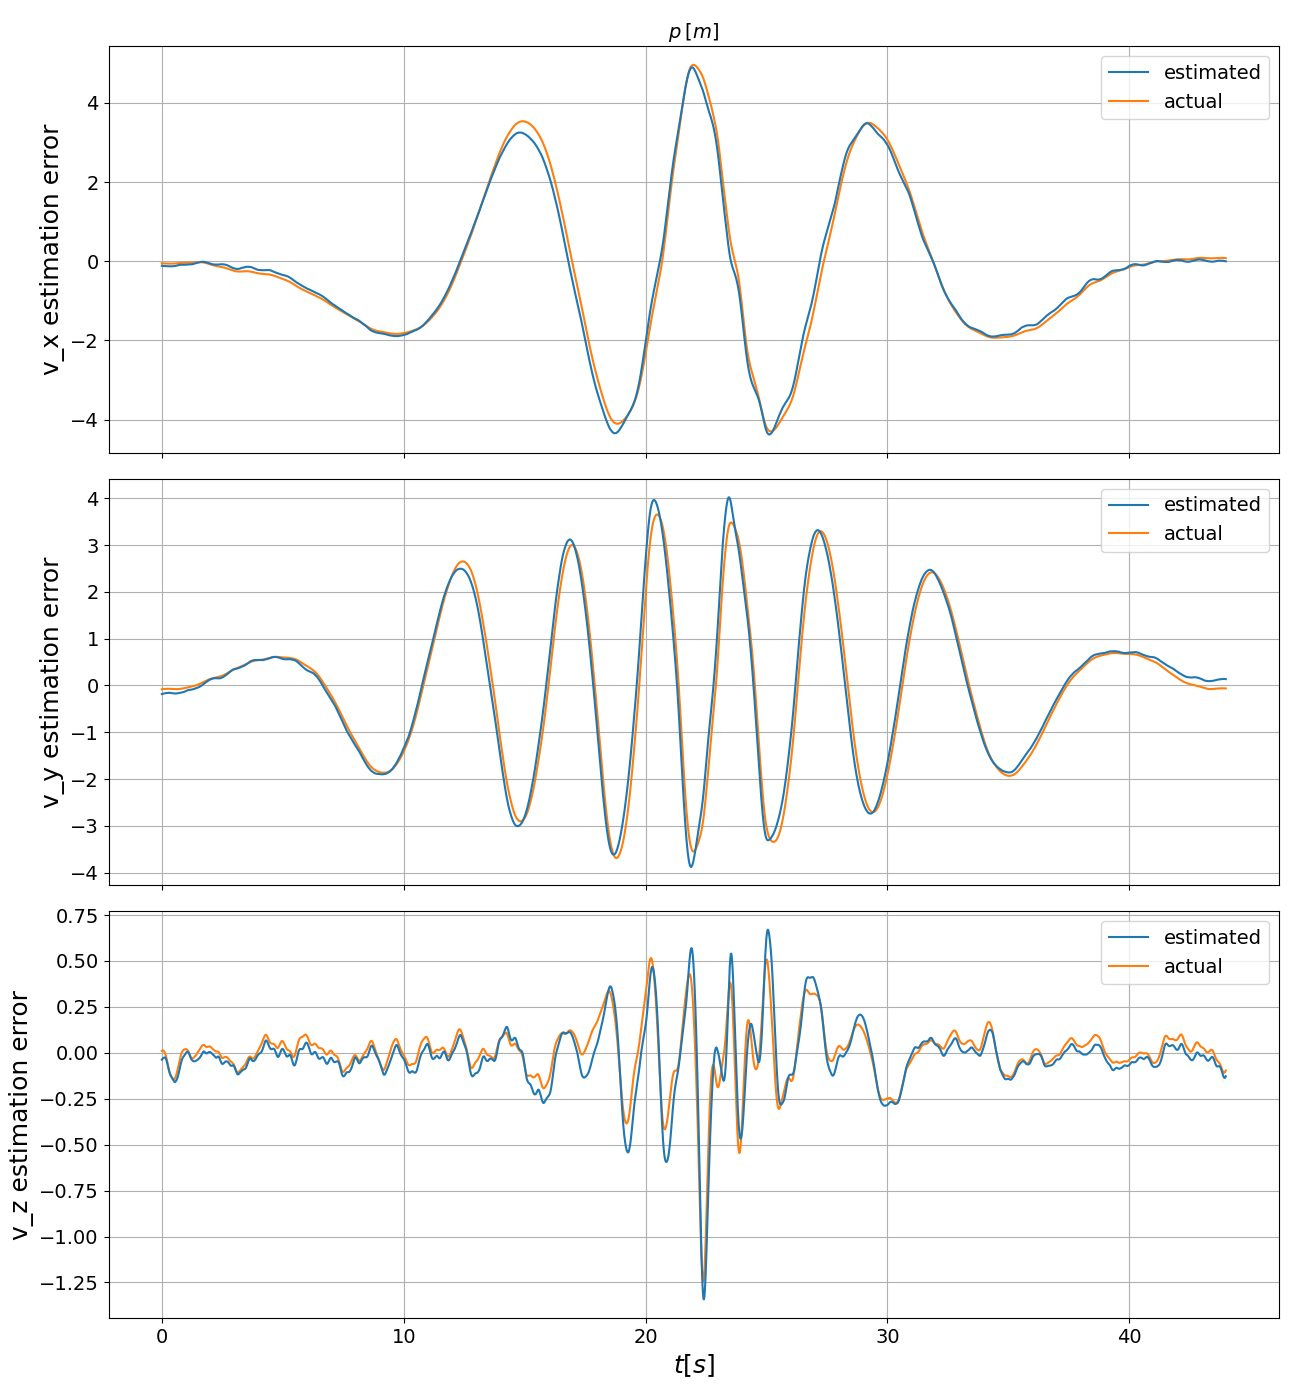 p [m]
v_x estimation error
4
2
0
−2
−4
estimated
actual
v_y estimation error
4
3
2
1
0
−1
−2
−3
−4
estimated
actual
v_z estimation error
0.75
0.50
0.25
0.00
−0.25
−0.50
−0.75
−1.00
−1.25
estimated
actual
0 10 20 30 40
t[s]